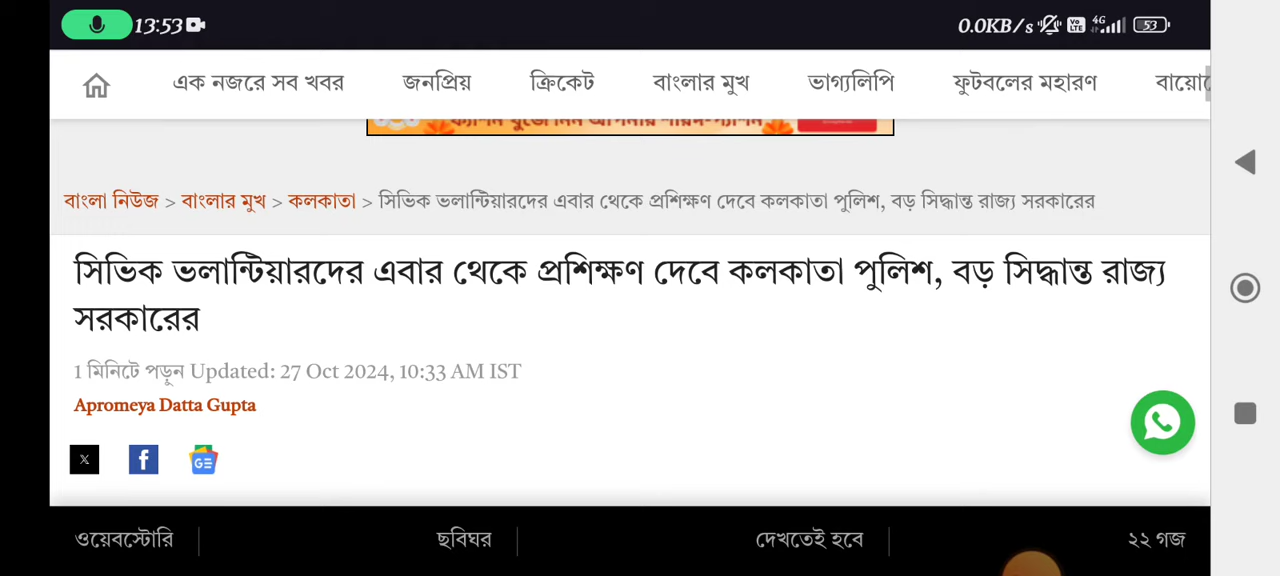 13:53
0.0KB/s 4G 53
এক নজরে সব খবর জনপ্রিয় ক্রিকেট বাংলার মুখ ভাগ্যলিপি ফুটবলের মহারণ বায়ো
বাংলা নিউজ > বাংলার মুখ > কলকাতা > সিভিক ভলান্টিয়ারদের এবার থেকে প্রশিক্ষণ দেবে কলকাতা পুলিশ, বড় সিদ্ধান্ত রাজ্য সরকারের
সিভিক ভলান্টিয়ারদের এবার থেকে প্রশিক্ষণ দেবে কলকাতা পুলিশ, বড় সিদ্ধান্ত রাজ্য
সরকারের
1 মিনিটে পড়ুন Updated: 27 Oct 2024, 10:33 AM IST
Apromeya Datta Gupta
ওয়েবস্টোরি ছবিঘর দেখতেই হবে ২২ গজ